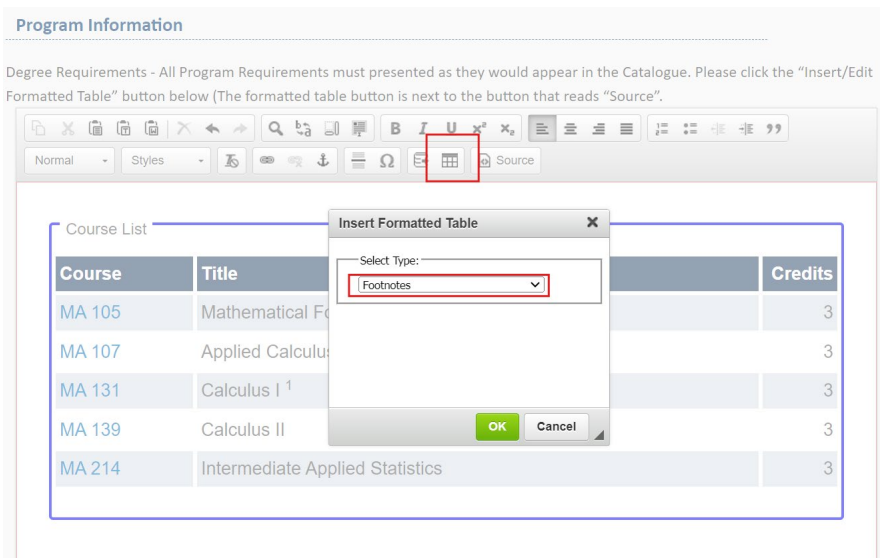 Program Information
Degree Requirements - All Program Requirements must presented as they would appear in the Catalogue. Please click the “Insert/Edit
Formatted Table” button below (The formatted table button is next to the button that reads “Source”.
B I U x² xₓ
Normal Styles Ω Source
Course List
Insert Formatted Table
Select Type:
Footnotes
OK Cancel
Course Title Credits
MA 105 Mathematical Fo 3
MA 107 Applied Calculus 3
MA 131 Calculus I ¹ 3
MA 139 Calculus II 3
MA 214 Intermediate Applied Statistics 3